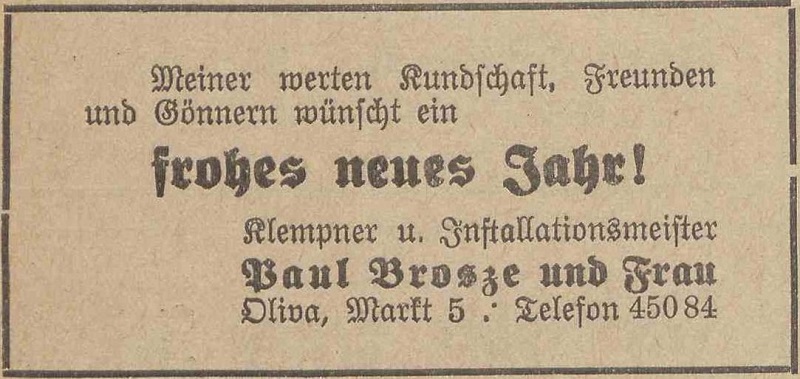 Meiner werten Kundschaft, Freunden
und Gönnern wünscht ein
frohes neues Jahr!
Klempner u. Installationsmeister
Paul Brosze und Frau
Oliva, Markt 5 .· Telefon 450 84